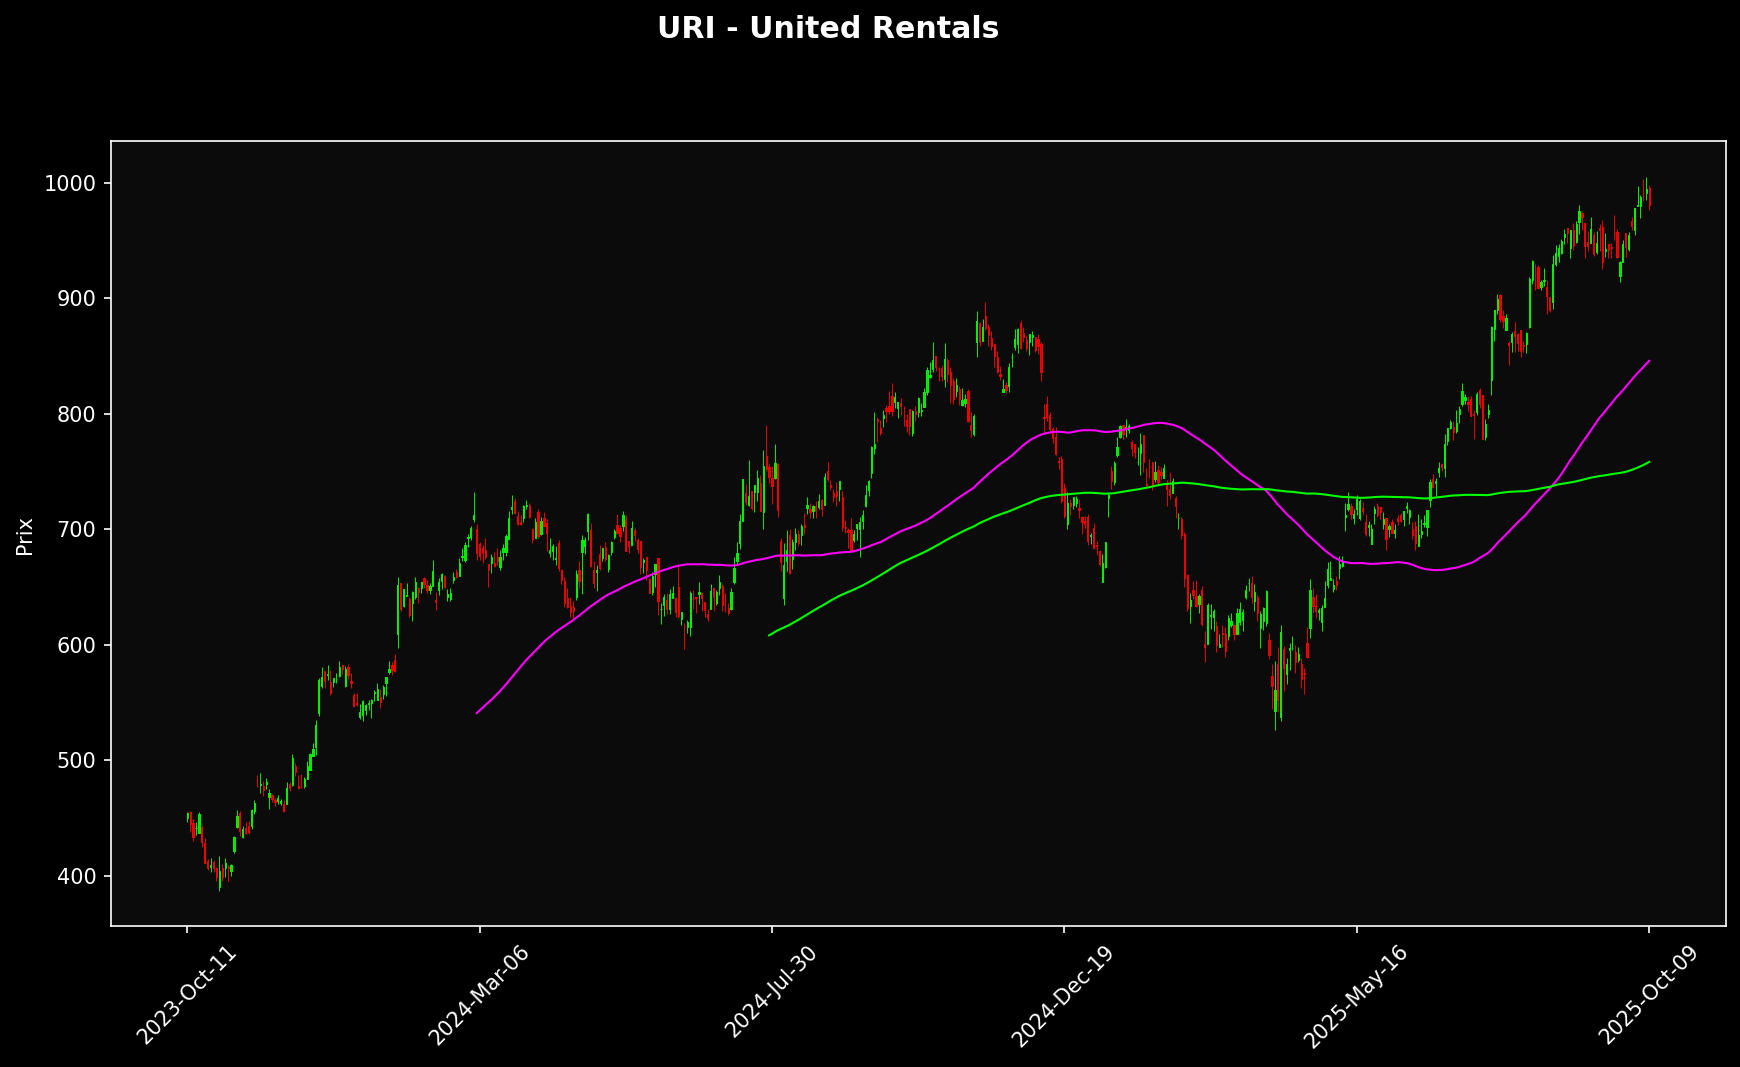 URI - United Rentals
Prix
1000
900
800
700
600
500
400
2023-Oct-11
2024-Mar-06
2024-Jul-30
2024-Dec-19
2025-May-16
2025-Oct-09